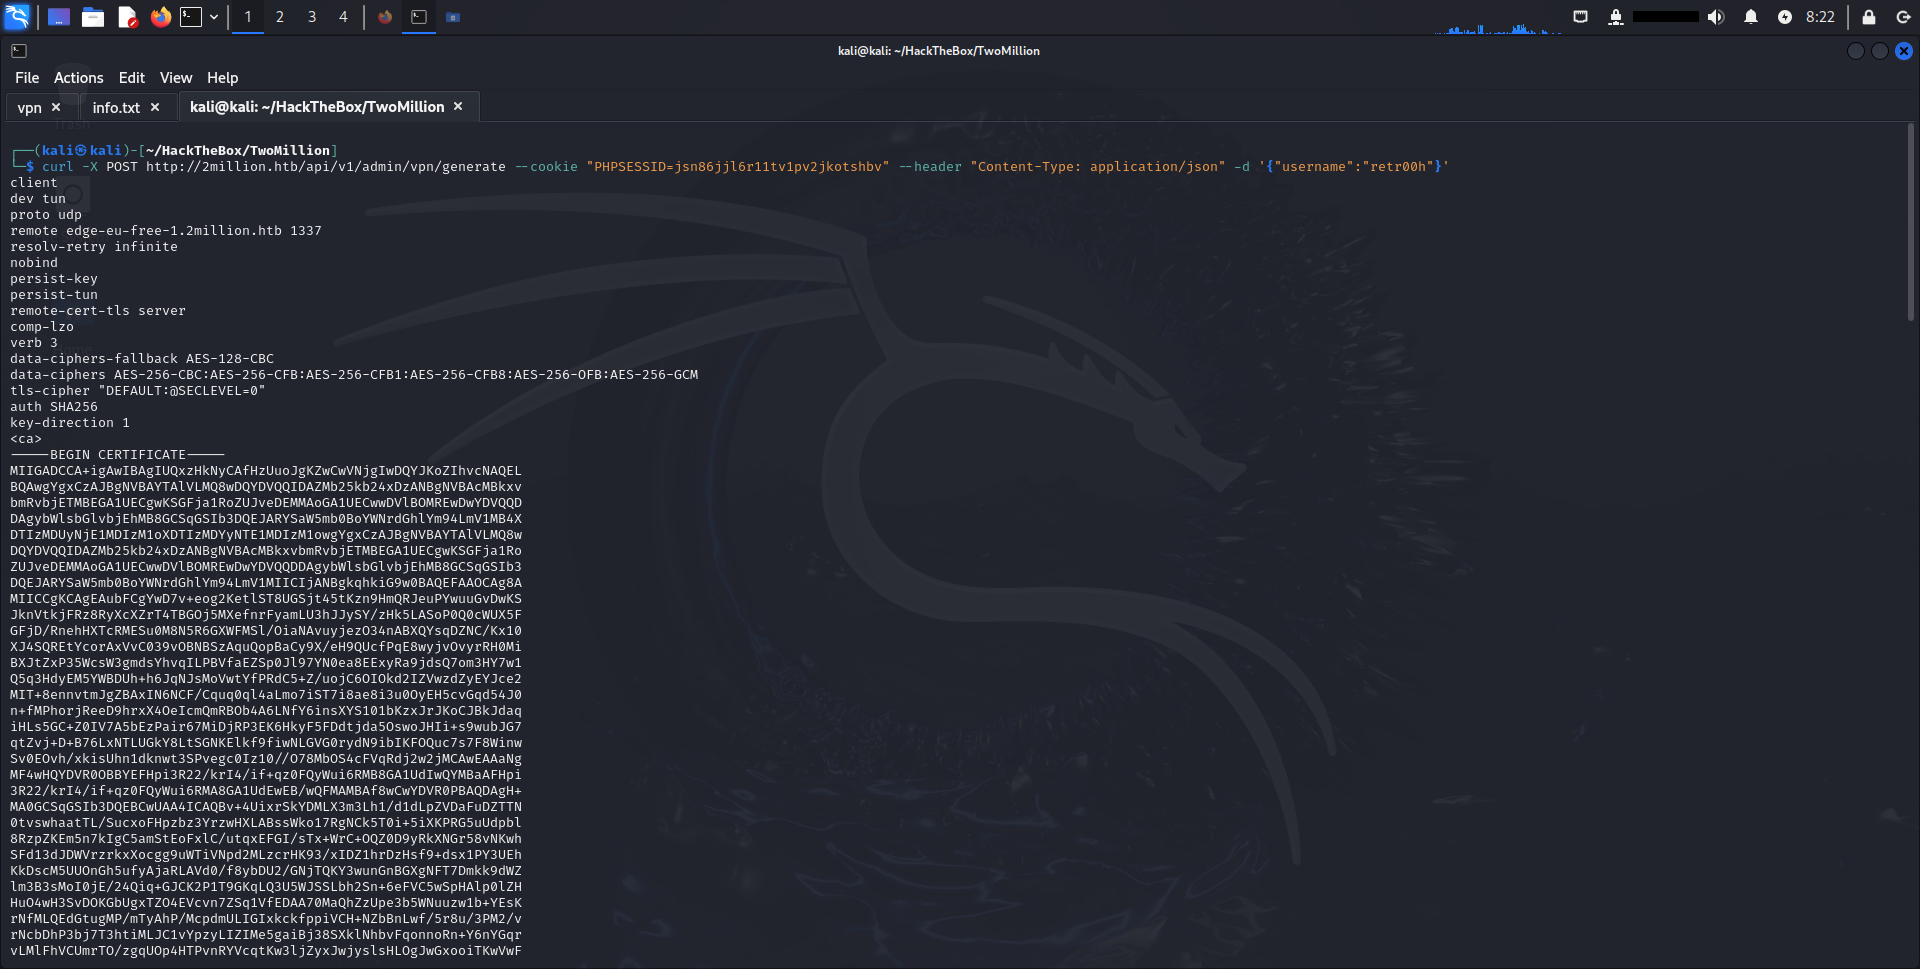 1 2 3 4 8:22
kali@kali: ~/HackTheBox/TwoMillion
File Actions Edit View Help
vpn × info.txt × kali@kali: ~/HackTheBox/TwoMillion ×
Trash
┌──(kali㉿kali)-[~/HackTheBox/TwoMillion]
└─$ curl -X POST http://2million.htb/api/v1/admin/vpn/generate --cookie "PHPSESSID=jsn86jjl6r11tv1pv2jkotshbv" --header "Content-Type: application/json" -d '{"username":"retr00h"}'
client
dev tun
proto udp
remote edge-eu-free-1.2million.htb 1337
resolv-retry infinite
nobind
persist-key
persist-tun
remote-cert-tls server
comp-lzo
verb 3
data-ciphers-fallback AES-128-CBC
data-ciphers AES-256-CBC:AES-256-CFB:AES-256-CFB1:AES-256-CFB8:AES-256-OFB:AES-256-GCM
tls-cipher "DEFAULT:@SECLEVEL=0"
auth SHA256
key-direction 1
<ca>
-----BEGIN CERTIFICATE-----
MIIGADCCA+igAwIBAgIUQxzHkNyCAfHzUuoJgKZwCwVNjgIwDQYJKoZIhvcNAQEL
BQAwgYgxCzAJBgNVBAYTAlVLMQ8wDQYDVQQIDAZMb25kb24xDzANBgNVBAcMBkxv
bmRvbjETMBEGA1UECgwKSGFja1RoZUJveDEMMAoGA1UECwwDVlBOMREwDwYDVQQD
DAgybWlsbGlvbjEhMB8GCSqGSIb3DQEJARYSaW5mb0BoYWNrdGhlYm94LmV1MB4X
DTIzMDUyNjE1MDIzM1oXDTIzMDYyNTE1MDIzM1owgYgxCzAJBgNVBAYTAlVLMQ8w
DQYDVQQIDAZMb25kb24xDzANBgNVBAcMBkxvbmRvbjETMBEGA1UECgwKSGFja1Ro
ZUJveDEMMAoGA1UECwwDVlBOMREwDwYDVQQDDAgybWlsbGlvbjEhMB8GCSqGSIb3
DQEJARYSaW5mb0BoYWNrdGhlYm94LmV1MIICIjANBgkqhkiG9w0BAQEFAAOCAg8A
MIICCgKCAgEAubFCgYwD7v+eog2KetlST8UGSjt45tKzn9HmQRJeuPYwuuGvDwKS
JknVtkjFRz8RyXcXZrT4TBGOj5MXefnrFyamLU3hJJySY/zHk5LASoP0Q0cWUX5F
GFjD/RnehHXTcRMESu0M8N5R6GXWFMSl/OiaNAvuyjezO34nABXQYsqDZNC/Kx10
XJ4SQREtYcorAxVvC039vOBNBSzAquQopBaCy9X/eH9QUcfPqE8wyjvOvyrRH0Mi
BXJtZxP35WcsW3gmdsYhvqILPBVfaEZSp0Jl97YN0ea8EExyRa9jdsQ7om3HY7w1
Q5q3HdyEM5YWBDUh+h6JqNJsMoVwtYfPRdC5+Z/uojC6OIOkd2IZVwzdZyEYJce2
MIT+8ennvtmJgZBAxIN6NCF/Cquq0ql4aLmo7iST7i8ae8i3u0OyEH5cvGqd54J0
n+fMPhorjReeD9hrxX4OeIcmQmRBOb4A6LNfY6insXYS101bKzxJrJKoCJBkJdaq
iHLs5GC+Z0IV7A5bEzPair67MiDjRP3EK6HkyF5FDdtjda5OswoJHIi+s9wubJG7
qtZvj+D+B76LxNTLUGkY8LtSGNKElkf9fiwNLGVG0rydN9ibIKFOQuc7s7F8Winw
Sv0EOvh/xkisUhn1dknwt3SPvegc0Iz10//O78MbOS4cFVqRdj2w2jMCAwEAAaNg
MF4wHQYDVR0OBBYEFHpi3R22/krI4/if+qz0FQyWui6RMB8GA1UdIwQYMBaAFHpi
3R22/krI4/if+qz0FQyWui6RMA8GA1UdEwEB/wQFMAMBAf8wCwYDVR0PBAQDAgH+
MA0GCSqGSIb3DQEBCwUAA4ICAQBv+4UixrSkYDMLX3m3Lh1/d1dLpZVDaFuDZTTN
0tvswhaatTL/SucxoFHpzbz3YrzwHXLABssWko17RgNCk5T0i+5iXKPRG5uUdpbl
8RzpZKEm5n7kIgC5amStEoFxlC/utqxEFGI/sTx+WrC+OQZ0D9yRkXNGr58vNKwh
SFd13dJDWVrzrkxXocgg9uWTiVNpd2MLzcrHK93/xIDZ1hrDzHsf9+dsx1PY3UEh
KkDscM5UUOnGh5ufyAjaRLAVd0/f8ybDU2/GNjTQKY3wunGnBGXgNFT7Dmkk9dWZ
lm3B3sMoI0jE/24Qiq+GJCK2P1T9GKqLQ3U5WJSSLbh2Sn+6eFVC5wSpHAlp0lZH
HuO4wH3SvDOKGbUgxTZO4EVcvn7ZSq1VfEDAA70MaQhZzUpe3b5WNuuzw1b+YEsK
rNfMLQEdGtugMP/mTyAhP/McpdmULIGIxkckfppiVCH+NZbBnLwf/5r8u/3PM2/v
rNcbDhP3bj7T3htiMLJC1vYpzyLIZIMe5gaiBj38SXklNhbvFqonnoRn+Y6nYGqr
vLMlFhVCUmrTO/zgqUOp4HTPvnRYVcqtKw3ljZyxJwjyslsHLOgJwGxooiTKwVwF